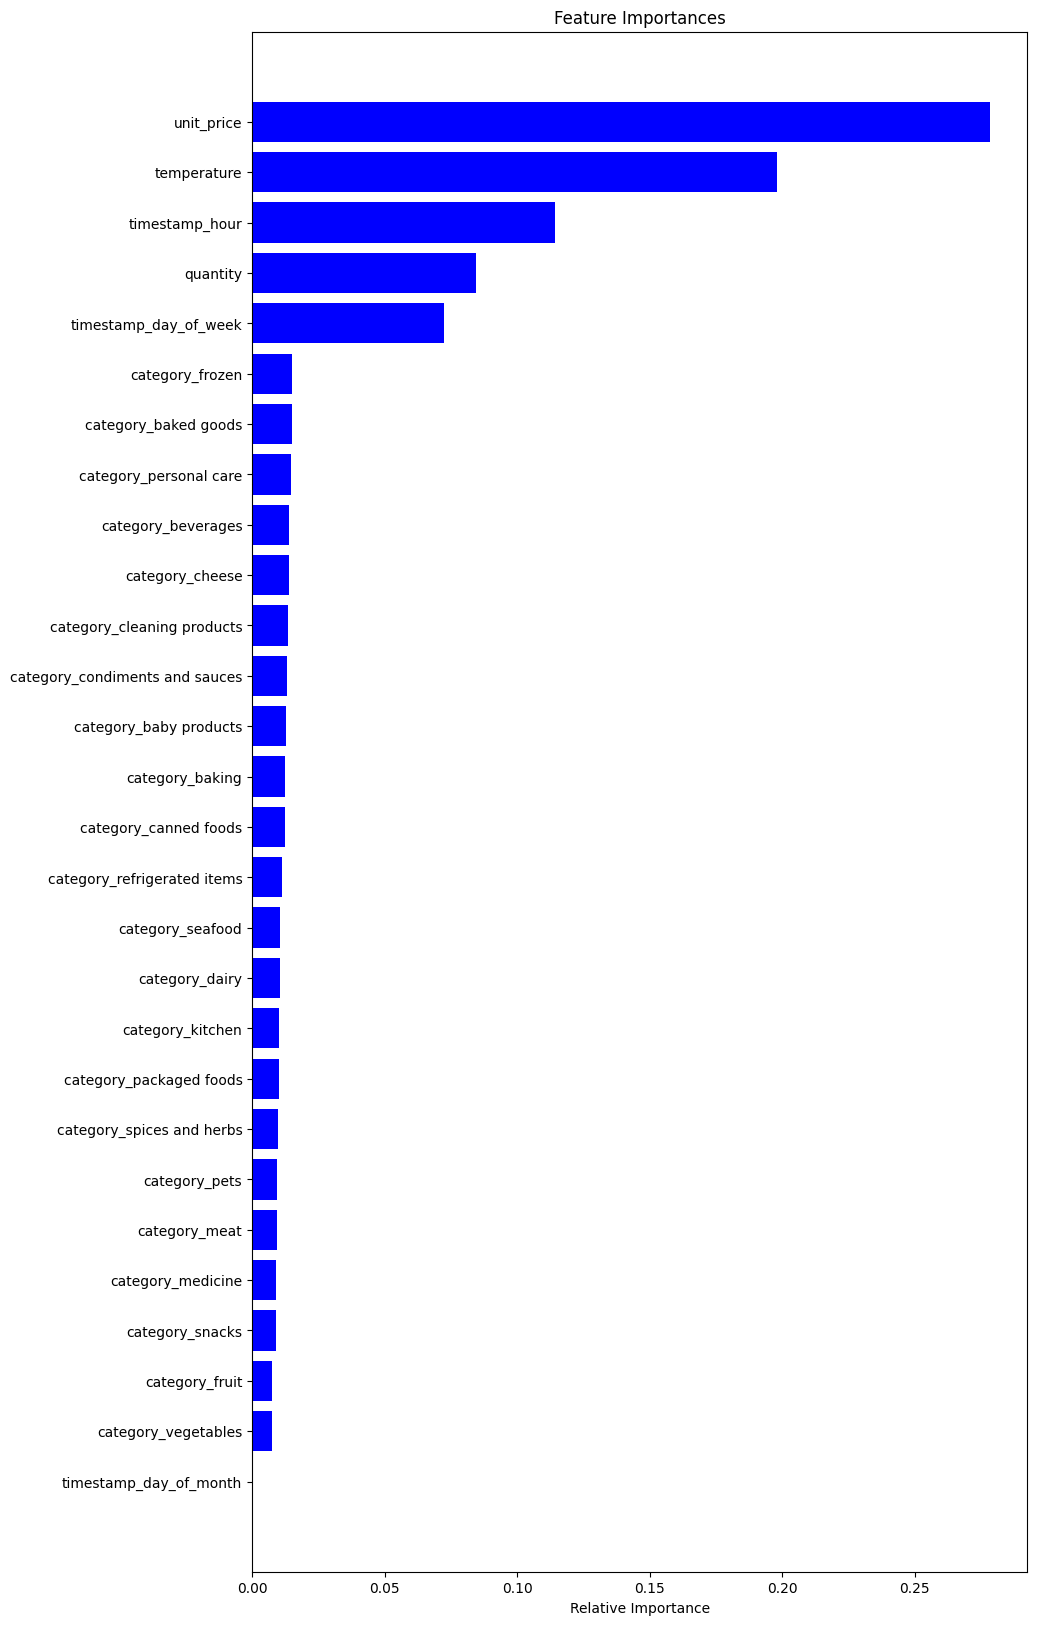 Feature Importances
unit_price
temperature
timestamp_hour
quantity
timestamp_day_of_week
category_frozen
category_baked goods
category_personal care
category_beverages
category_cheese
category_cleaning products
category_condiments and sauces
category_baby products
category_baking
category_canned foods
category_refrigerated items
category_seafood
category_dairy
category_kitchen
category_packaged foods
category_spices and herbs
category_pets
category_meat
category_medicine
category_snacks
category_fruit
category_vegetables
timestamp_day_of_month
0.00 0.05 0.10 0.15 0.20 0.25
Relative Importance